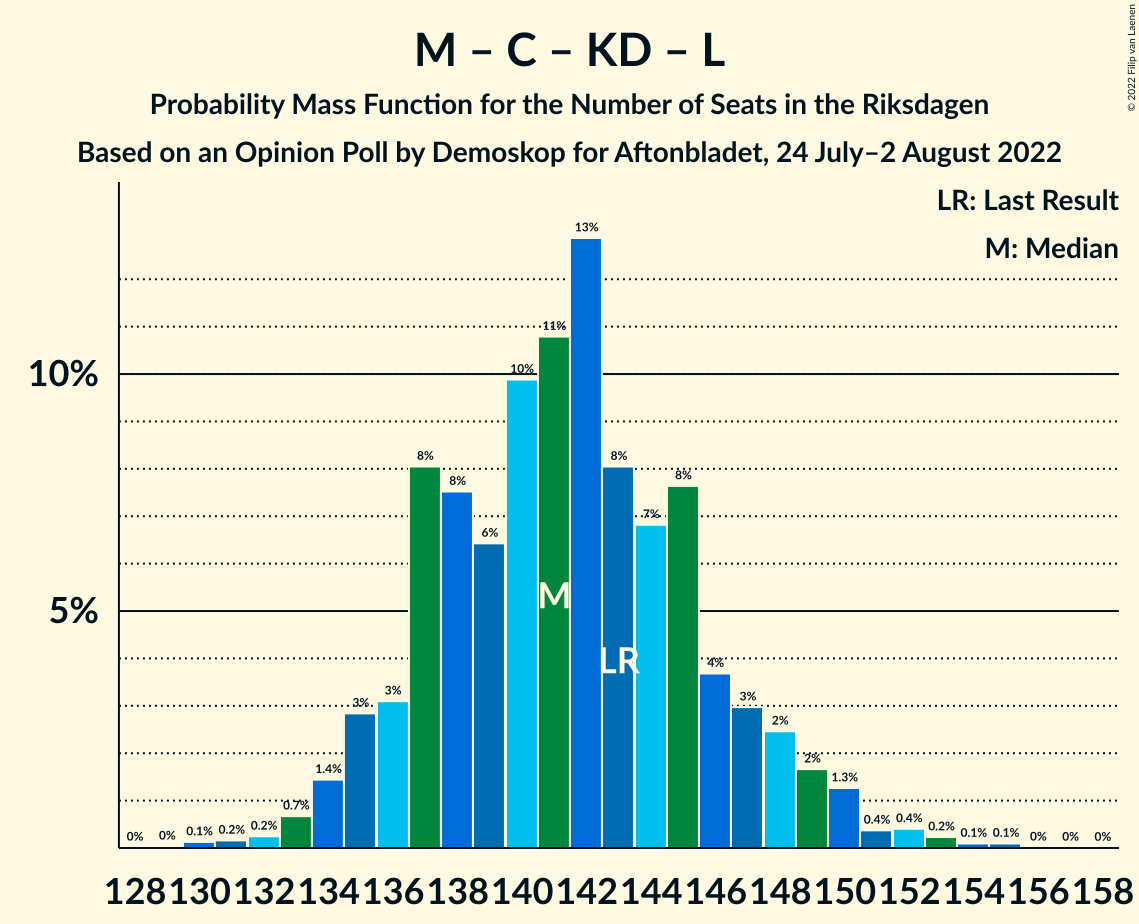 M – C – KD – L
Probability Mass Function for the Number of Seats in the Riksdagen
Based on an Opinion Poll by Demoskop for Aftonbladet, 24 July–2 August 2022
© 2022 Filip van Laenen
LR: Last Result
M: Median
10%
5%
0% 0% 0.1% 0.2% 0.2% 0.7% 1.4% 3% 3% 8% 8% 6% 10% 11% 13% 8% 7% 8% 4% 3% 2% 2% 1.3% 0.4% 0.4% 0.2% 0.1% 0.1% 0% 0% 0%
M
LR
128 130 132 134 136 138 140 142 144 146 148 150 152 154 156 158